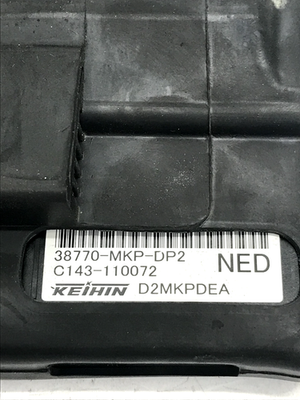 38770-MKP-DP2 NED
C143-110072
KEIHIN D2MKPDEA